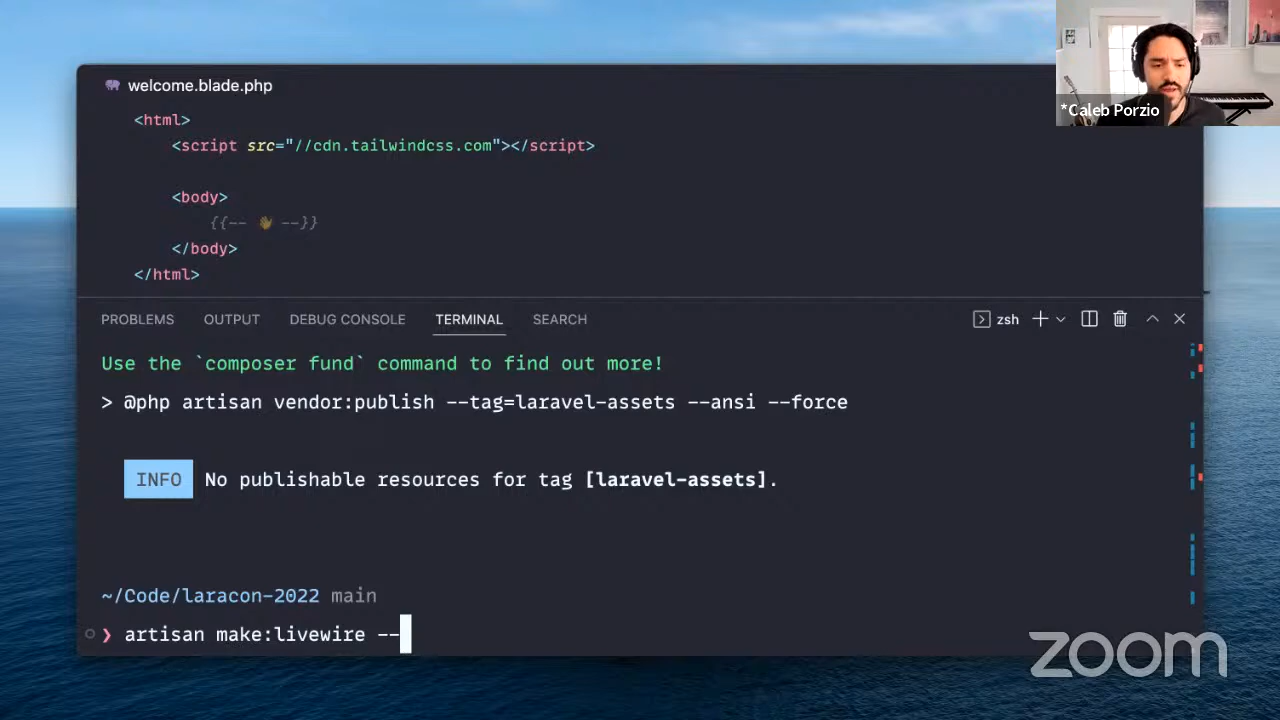 welcome.blade.php
<html>
<script src="//cdn.tailwindcss.com"></script>
<body>
{{-- 👋 --}}
</body>
</html>
*Caleb Porzio
PROBLEMS OUTPUT DEBUG CONSOLE TERMINAL SEARCH zsh
Use the `composer fund` command to find out more!
> @php artisan vendor:publish --tag=laravel-assets --ansi --force
INFO No publishable resources for tag [laravel-assets].
~/Code/laracon-2022 main
❯ artisan make:livewire --
zoom